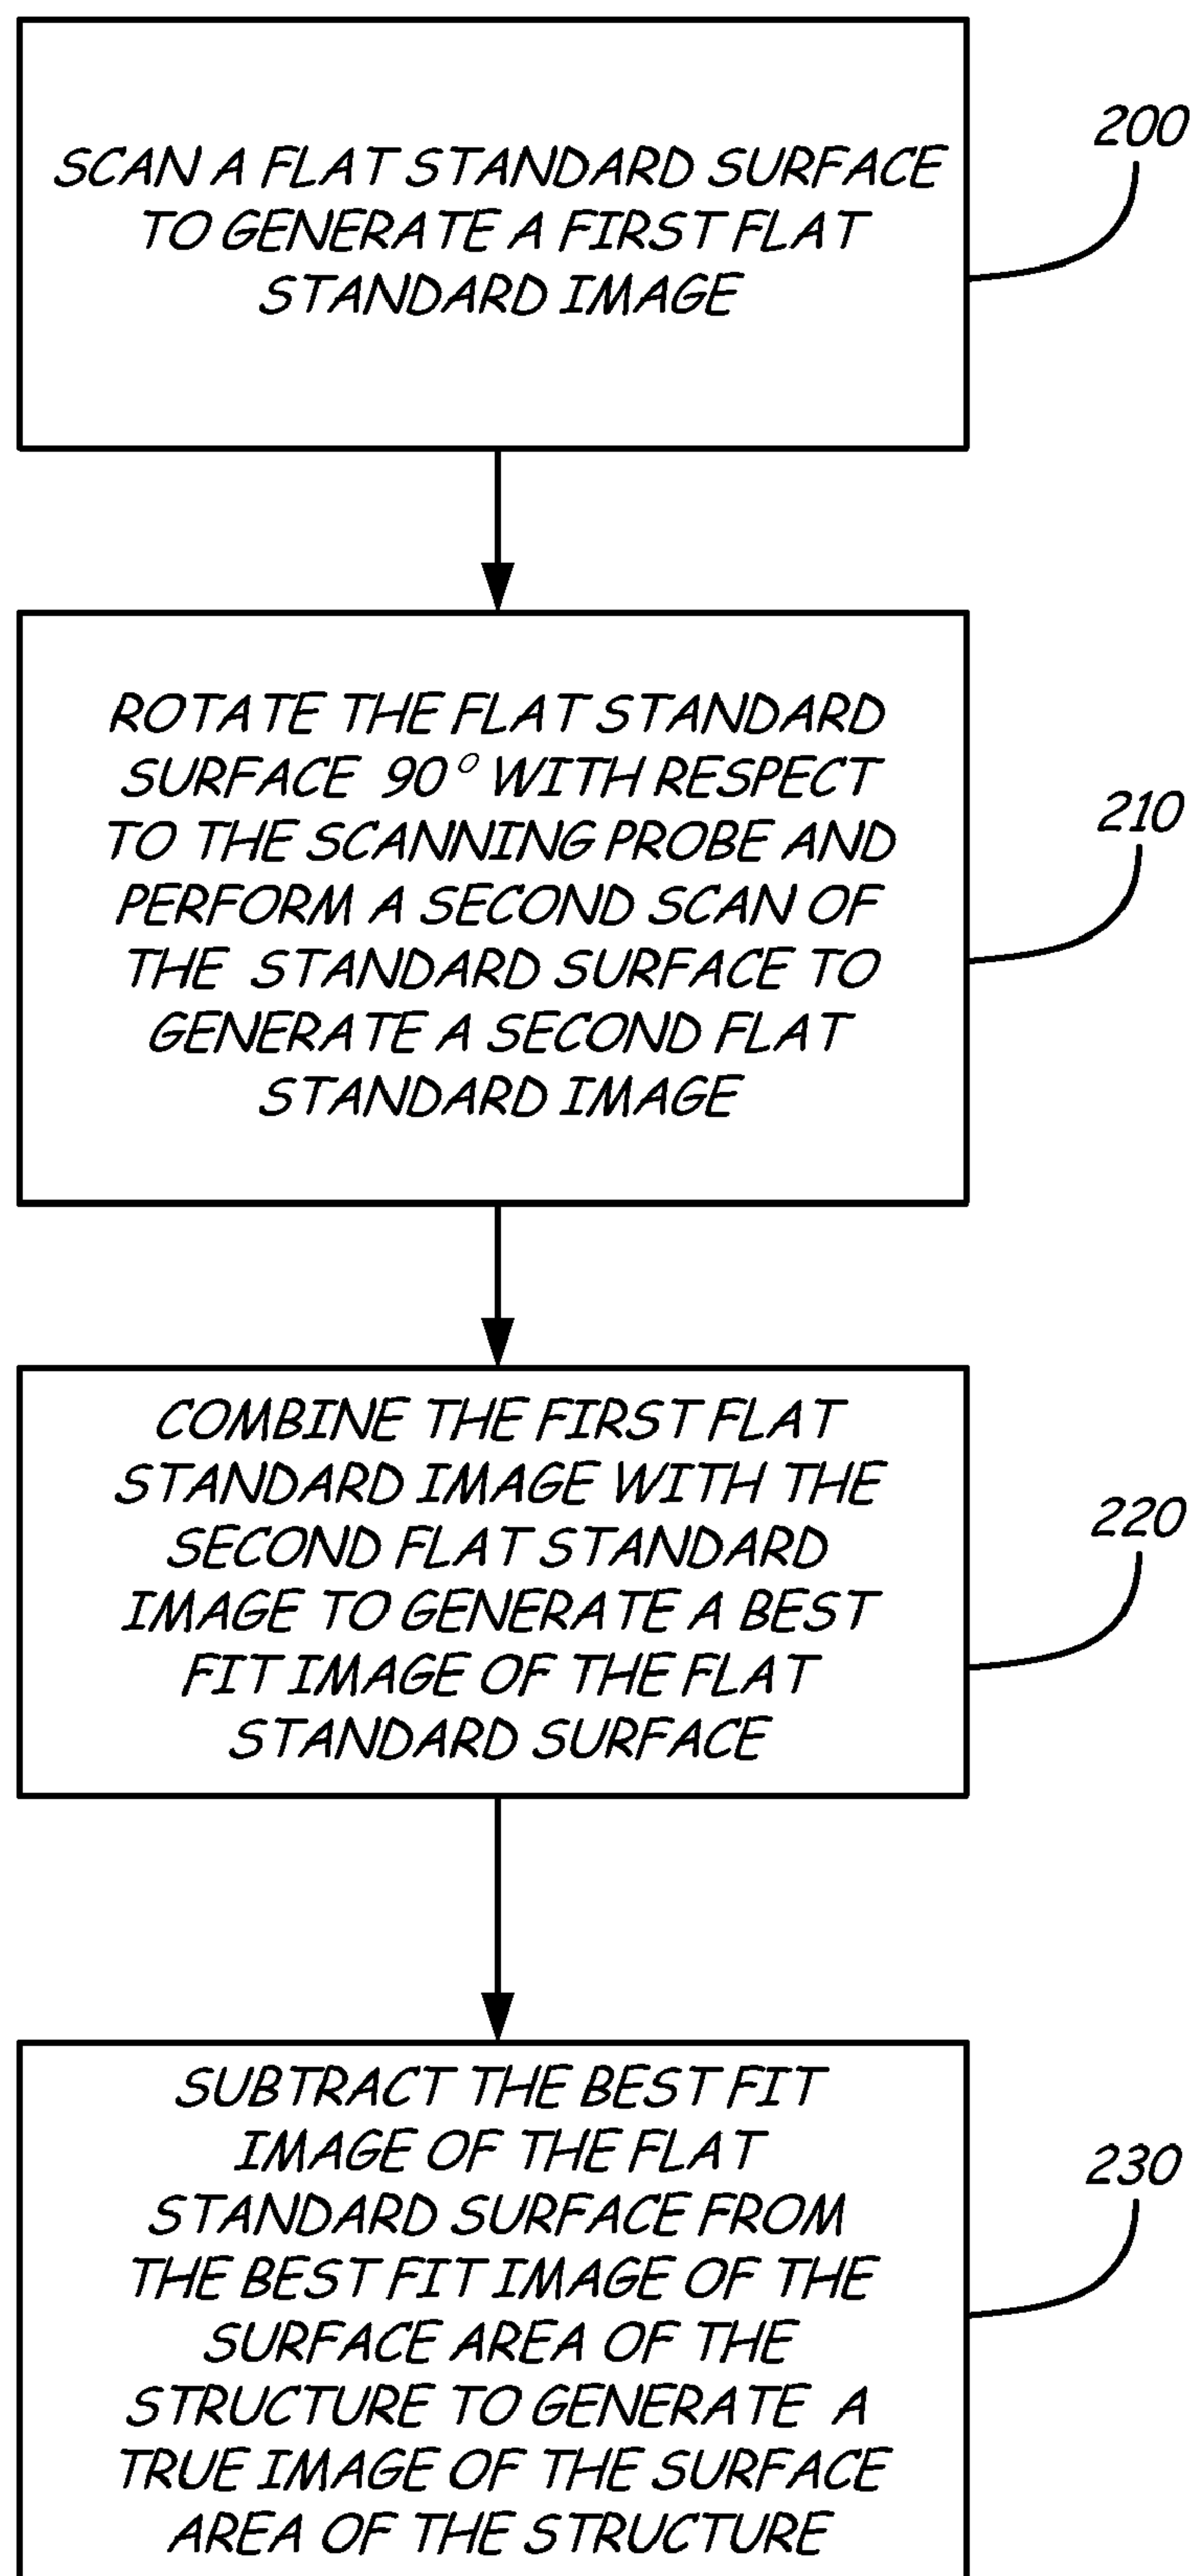 SCAN A FLAT STANDARD SURFACE
TO GENERATE A FIRST FLAT
STANDARD IMAGE
200
ROTATE THE FLAT STANDARD
SURFACE 90° WITH RESPECT
TO THE SCANNING PROBE AND
PERFORM A SECOND SCAN OF
THE STANDARD SURFACE TO
GENERATE A SECOND FLAT
STANDARD IMAGE
210
COMBINE THE FIRST FLAT
STANDARD IMAGE WITH THE
SECOND FLAT STANDARD
IMAGE TO GENERATE A BEST
FIT IMAGE OF THE FLAT
STANDARD SURFACE
220
SUBTRACT THE BEST FIT
IMAGE OF THE FLAT
STANDARD SURFACE FROM
THE BEST FIT IMAGE OF THE
SURFACE AREA OF THE
STRUCTURE TO GENERATE A
TRUE IMAGE OF THE SURFACE
AREA OF THE STRUCTURE
230